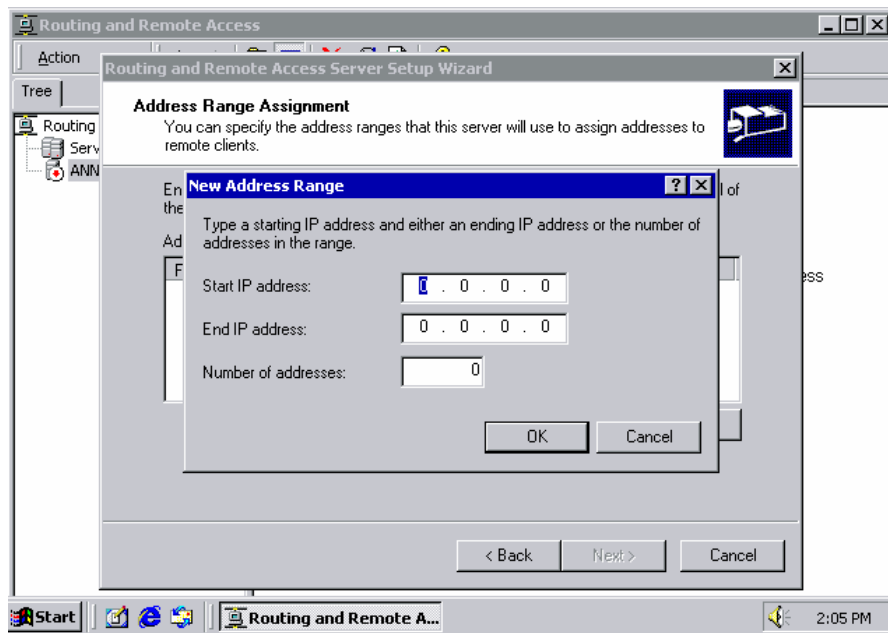 Routing and Remote Access
Action
Routing and Remote Access Server Setup Wizard
Tree
Address Range Assignment
You can specify the address ranges that this server will use to assign addresses to
remote clients.
Routing
Serv
ANN
En
l of
the
New Address Range
Type a starting IP address and either an ending IP address or the number of
addresses in the range.
Ad
F
ess
Start IP address:
0 . 0 . 0 . 0
End IP address:
0 . 0 . 0 . 0
Number of addresses:
0
OK
Cancel
< Back
Next >
Cancel
Start
Routing and Remote A...
2:05 PM